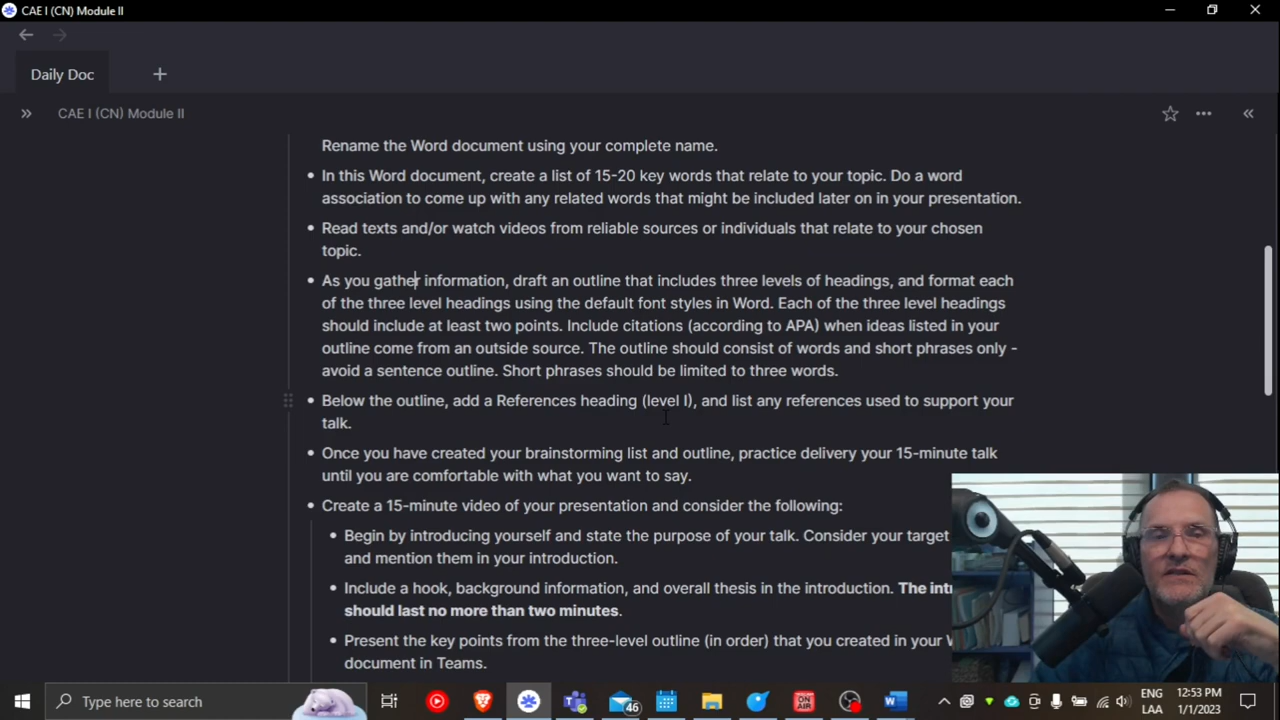 CAE I (CN) Module II
Daily Doc
CAE I (CN) Module II
Rename the Word document using your complete name.
In this Word document, create a list of 15-20 key words that relate to your topic. Do a word
association to come up with any related words that might be included later on in your presentation.
Read texts and/or watch videos from reliable sources or individuals that relate to your chosen
topic.
As you gather information, draft an outline that includes three levels of headings, and format each
of the three level headings using the default font styles in Word. Each of the three level headings
should include at least two points. Include citations (according to APA) when ideas listed in your
outline come from an outside source. The outline should consist of words and short phrases only -
avoid a sentence outline. Short phrases should be limited to three words.
Below the outline, add a References heading (level I), and list any references used to support your
talk.
Once you have created your brainstorming list and outline, practice delivery your 15-minute talk
until you are comfortable with what you want to say.
Create a 15-minute video of your presentation and consider the following:
Begin by introducing yourself and state the purpose of your talk. Consider your target
and mention them in your introduction.
Include a hook, background information, and overall thesis in the introduction. The
should last no more than two minutes.
Present the key points from the three-level outline (in order) that you created in your
document in Teams.
Type here to search
46
ON AIR
ENG
LAA
12:53 PM
1/1/2023